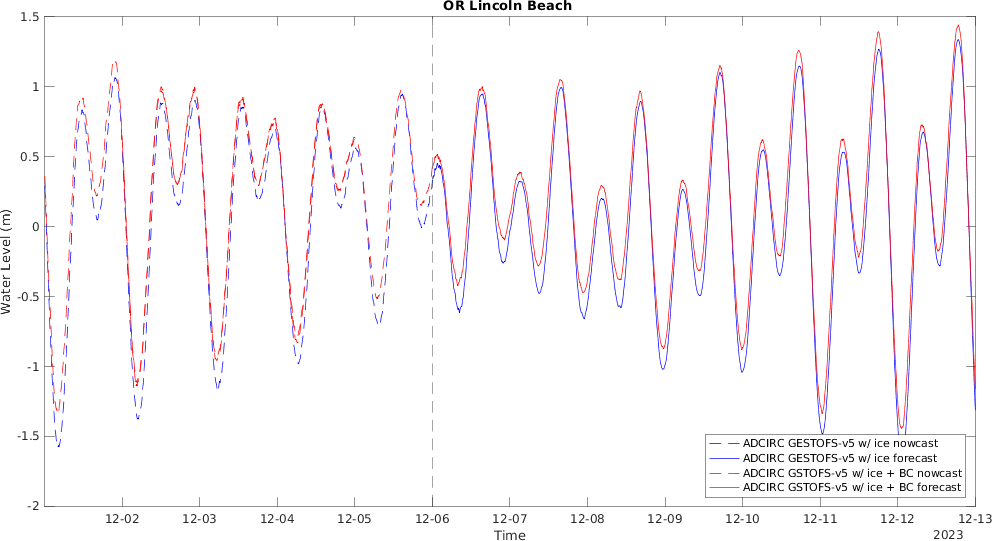 OR Lincoln Beach
1.5
1
0.5
0
-0.5
-1
-1.5
-2
Water Level (m)
ADCIRC GESTOFS-v5 w/ ice nowcast
ADCIRC GESTOFS-v5 w/ ice forecast
ADCIRC GSTOFS-v5 w/ ice + BC nowcast
ADCIRC GSTOFS-v5 w/ ice + BC forecast
12-02 12-03 12-04 12-05 12-06 12-07 12-08 12-09 12-10 12-11 12-12 12-13
Time
2023